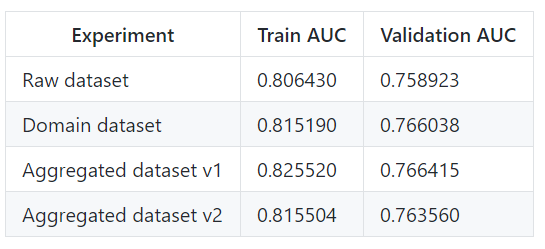 Experiment Train AUC Validation AUC
Raw dataset 0.806430 0.758923
Domain dataset 0.815190 0.766038
Aggregated dataset v1 0.825520 0.766415
Aggregated dataset v2 0.815504 0.763560